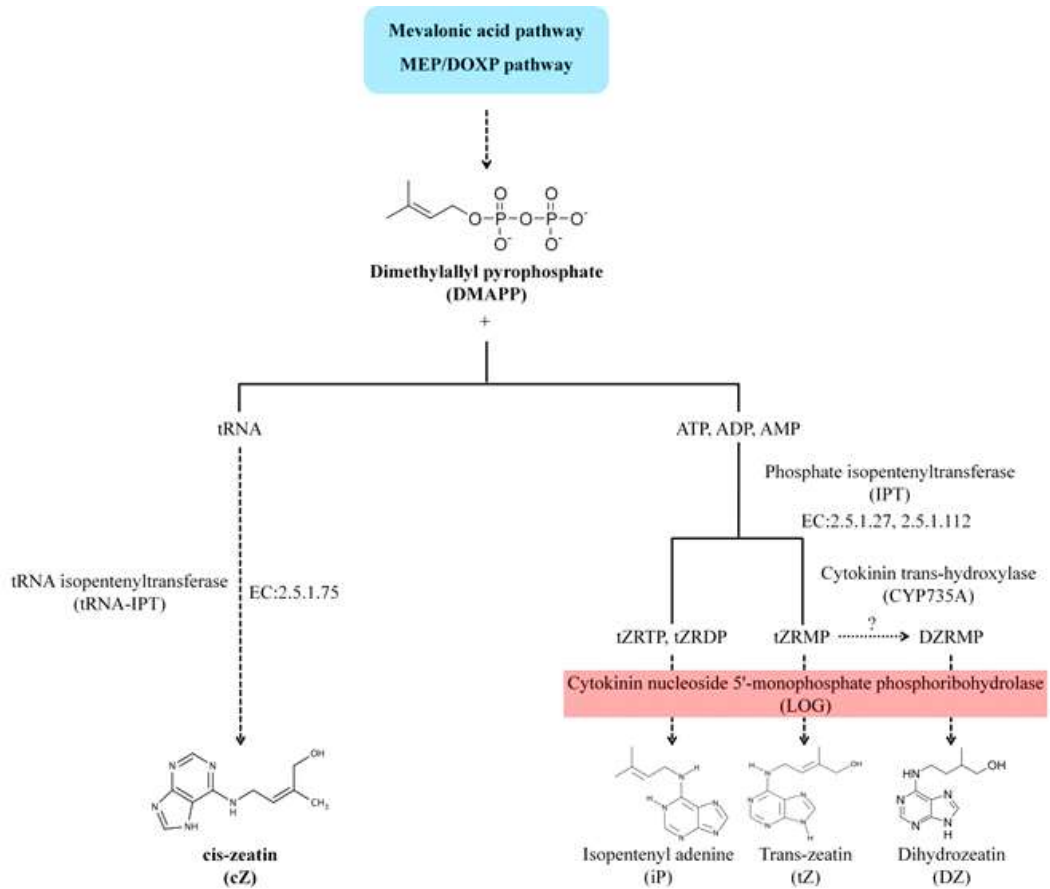 Mevalonic acid pathway
MEP/DOXP pathway
O O
O P O P O-
O- O-
Dimethylallyl pyrophosphate
(DMAPP)
+
tRNA
ATP, ADP, AMP
Phosphate isopentenyltransferase
(IPT)
EC:2.5.1.27, 2.5.1.112
tRNA isopentenyltransferase
(tRNA-IPT)
EC:2.5.1.75
Cytokinin trans-hydroxylase
(CYP735A)
?
tZRTP, tZRDP
tZRMP
DZRMP
Cytokinin nucleoside 5'-monophosphate phosphoribohydrolase
(LOG)
OH
N N
N N
NH
H
CH3
cis-zeatin
(cZ)
N H
H N N
N N
Isopentenyl adenine
(iP)
H N OH
N N
N N
H
Trans-zeatin
(tZ)
HN OH
N N
N N
H
Dihydrozeatin
(DZ)